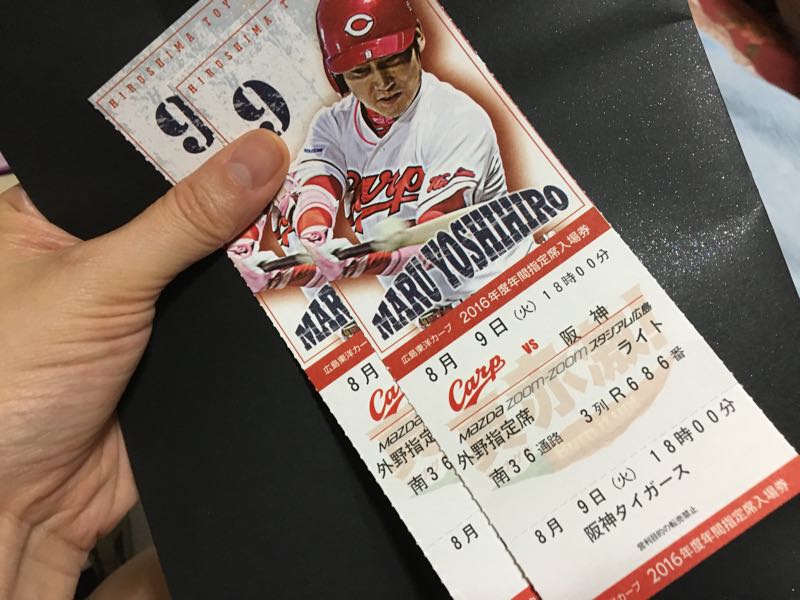 HIROSHIMA TOY
HIROSHIMA T
9
9
C
9
Carp
MARU YOSHIHIRO
MARU
広島東洋カープ 2016年度年間指定席入場券
8月 9日(火) 18時00分
Carp VS 阪神
Mazda zoom-zoom スタジアム広島
外野指定席 ライト
南36通路 3列R686番
8月 9日(火) 18時00分
阪神タイガース
営利目的の転売禁止
2016年度年間指定席入場券
広島東洋カープ
8月
Carp
Mazda
外野指定席
南36
8月